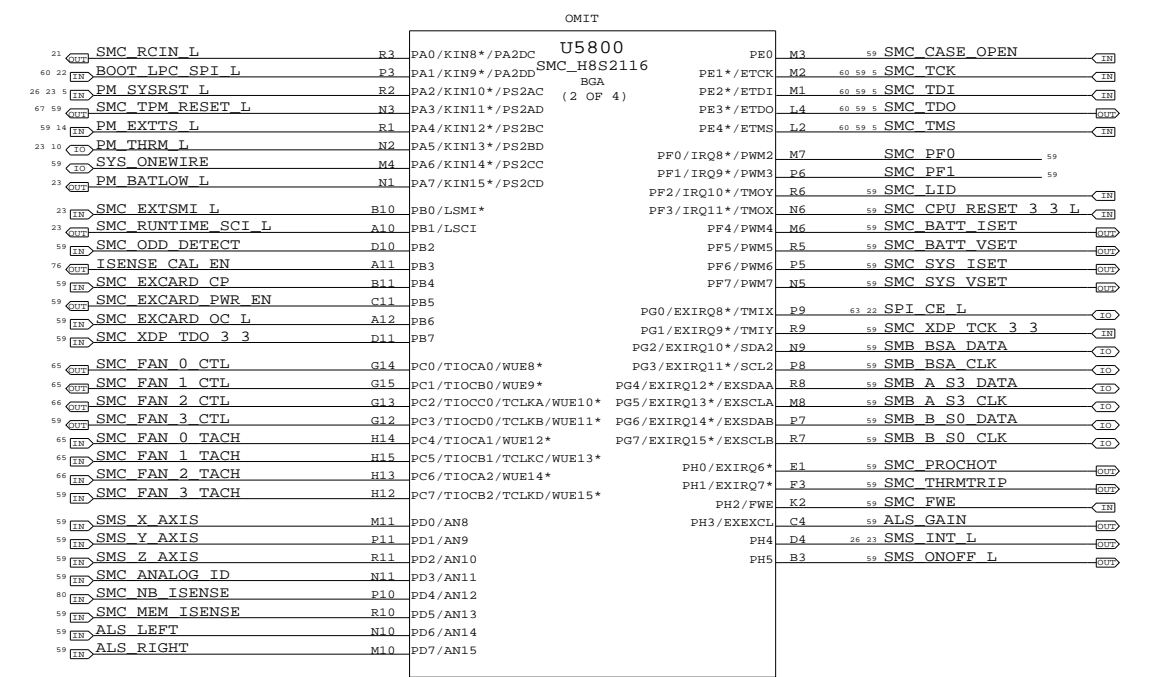 OMIT
U5800
SMC_H8S2116
BGA
(2 OF 4)
21 OUT SMC_RCIN_L R3 PA0/KIN8*/PA2DC PE0 M3 59 SMC_CASE_OPEN IN
60 22 IN BOOT_LPC_SPI_L P3 PA1/KIN9*/PA2DD PE1*/ETCK M2 60 59 5 SMC_TCK IN
26 23 5 IN PM_SYSRST_L R2 PA2/KIN10*/PS2AC PE2*/ETDI M1 60 59 5 SMC_TDI IN
67 59 OUT SMC_TPM_RESET_L N3 PA3/KIN11*/PS2AD PE3*/ETDO L4 60 59 5 SMC_TDO OUT
59 14 IN PM_EXTTS_L R1 PA4/KIN12*/PS2BC PE4*/ETMS L2 60 59 5 SMC_TMS IN
23 10 IO PM_THRM_L N2 PA5/KIN13*/PS2BD
59 IO SYS_ONEWIRE M4 PA6/KIN14*/PS2CC PF0/IRQ8*/PWM2 M7 SMC_PF0 59
23 OUT PM_BATLOW_L N1 PA7/KIN15*/PS2CD PF1/IRQ9*/PWM3 P6 SMC_PF1 59
PF2/IRQ10*/TMOY R6 59 SMC_LID IN
23 IN SMC_EXTSMI_L B10 PB0/LSMI* PF3/IRQ11*/TMOX N6 59 SMC_CPU_RESET_3_3_L IN
23 OUT SMC_RUNTIME_SCI_L A10 PB1/LSCI PF4/PWM4 M6 59 SMC_BATT_ISET OUT
59 IN SMC_ODD_DETECT D10 PB2 PF5/PWM5 R5 59 SMC_BATT_VSET OUT
76 OUT ISENSE_CAL_EN A11 PB3 PF6/PWM6 P5 59 SMC_SYS_ISET OUT
59 IN SMC_EXCARD_CP B11 PB4 PF7/PWM7 N5 59 SMC_SYS_VSET OUT
59 OUT SMC_EXCARD_PWR_EN C11 PB5
59 IN SMC_EXCARD_OC_L A12 PB6 PG0/EXIRQ8*/TMIX P9 63 22 SPI_CE_L IO
59 IN SMC_XDP_TDO_3_3 D11 PB7 PG1/EXIRQ9*/TMIY R9 59 SMC_XDP_TCK_3_3 IN
PG2/EXIRQ10*/SDA2 N9 59 SMB_BSA_DATA IO
65 OUT SMC_FAN_0_CTL G14 PC0/TIOCA0/WUE8* PG3/EXIRQ11*/SCL2 P8 59 SMB_BSA_CLK IO
65 OUT SMC_FAN_1_CTL G15 PC1/TIOCB0/WUE9* PG4/EXIRQ12*/EXSDAA R8 59 SMB_A_S3_DATA IO
66 OUT SMC_FAN_2_CTL G13 PC2/TIOCC0/TCLKA/WUE10* PG5/EXIRQ13*/EXSCLA M8 59 SMB_A_S3_CLK IO
59 OUT SMC_FAN_3_CTL G12 PC3/TIOCD0/TCLKB/WUE11* PG6/EXIRQ14*/EXSDAB P7 59 SMB_B_S0_DATA IO
65 IN SMC_FAN_0_TACH H14 PC4/TIOCA1/WUE12* PG7/EXIRQ15*/EXSCLB R7 59 SMB_B_S0_CLK IO
65 IN SMC_FAN_1_TACH H15 PC5/TIOCB1/TCLKC/WUE13*
66 IN SMC_FAN_2_TACH H13 PC6/TIOCA2/WUE14* PH0/EXIRQ6* E1 59 SMC_PROCHOT OUT
59 IN SMC_FAN_3_TACH H12 PC7/TIOCB2/TCLKD/WUE15* PH1/EXIRQ7* F3 59 SMC_THRMTRIP OUT
PH2/FWE K2 59 SMC_FWE IN
59 IN SMS_X_AXIS M11 PD0/AN8 PH3/EXEXCL C4 59 ALS_GAIN OUT
59 IN SMS_Y_AXIS P11 PD1/AN9 PH4 D4 26 23 SMS_INT_L OUT
59 IN SMS_Z_AXIS R11 PD2/AN10 PH5 B3 59 SMS_ONOFF_L OUT
59 IN SMC_ANALOG_ID N11 PD3/AN11
80 IN SMC_NB_ISENSE P10 PD4/AN12
59 IN SMC_MEM_ISENSE R10 PD5/AN13
59 IN ALS_LEFT N10 PD6/AN14
59 IN ALS_RIGHT M10 PD7/AN15